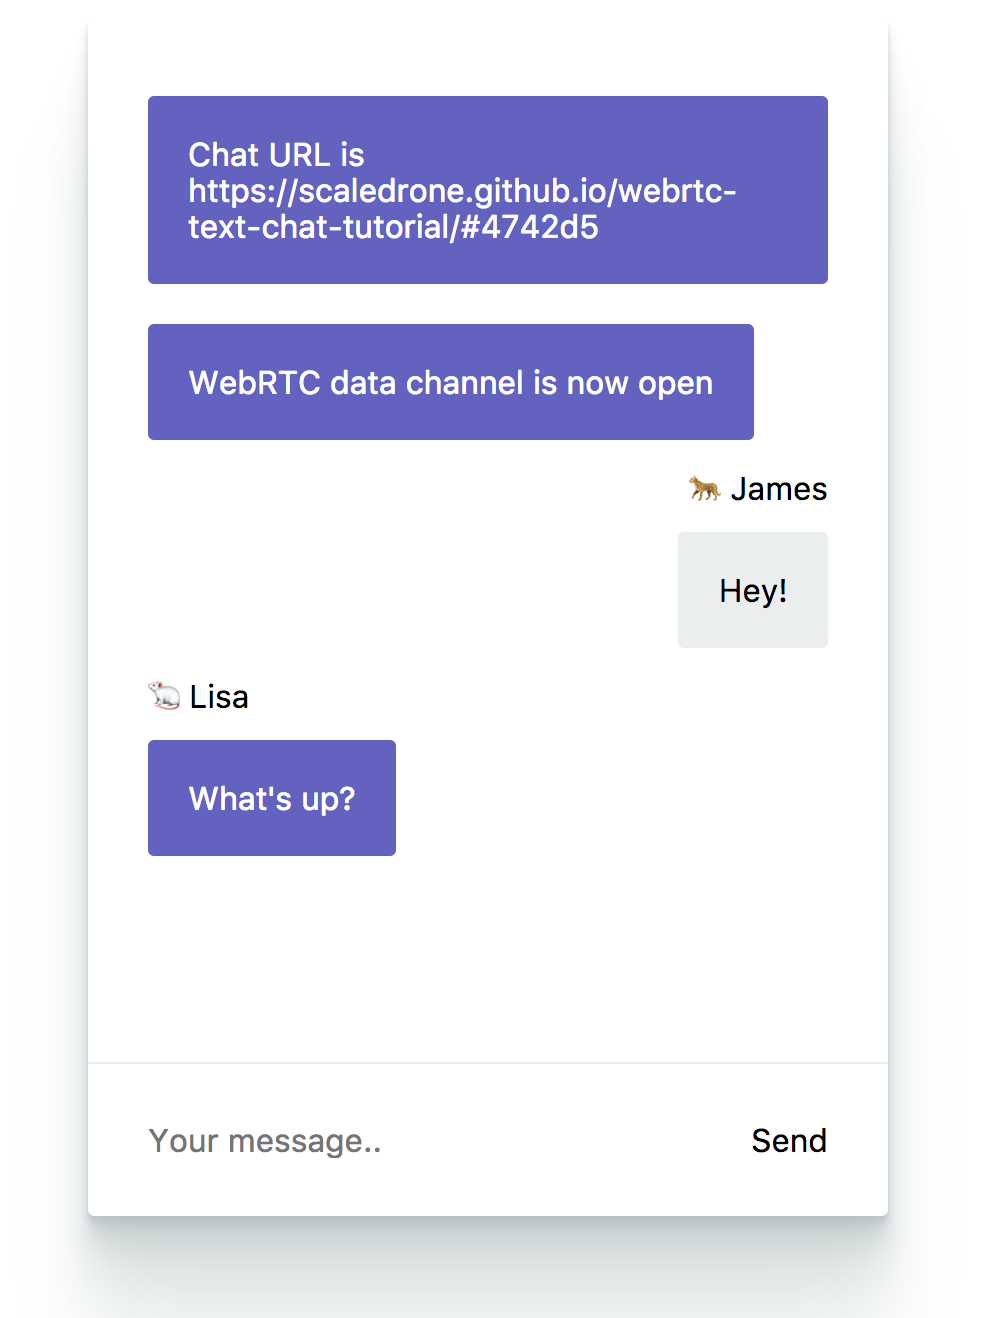 Chat URL is
https://scaledrone.github.io/webrtc-
text-chat-tutorial/#4742d5
WebRTC data channel is now open
🐆 James
Hey!
🐁 Lisa
What's up?
Your message..
Send